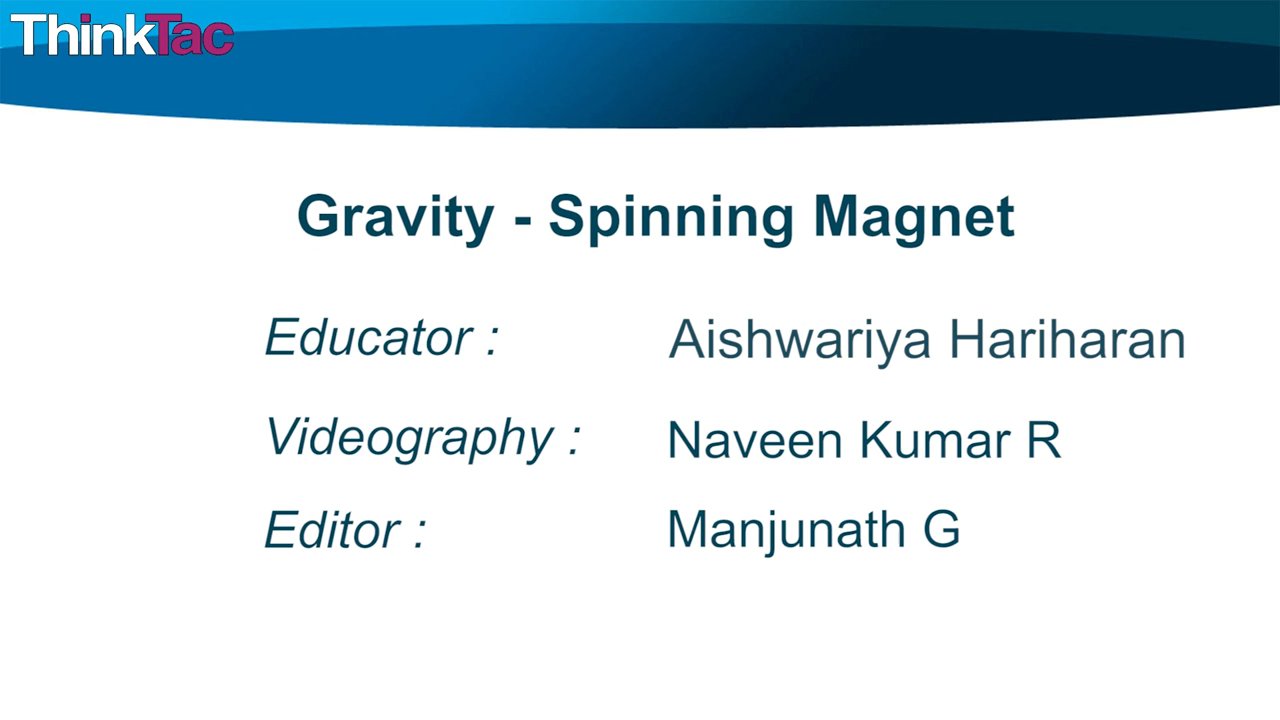 ThinkTac
Gravity - Spinning Magnet
Educator : Aishwariya Hariharan
Videography : Naveen Kumar R
Editor : Manjunath G